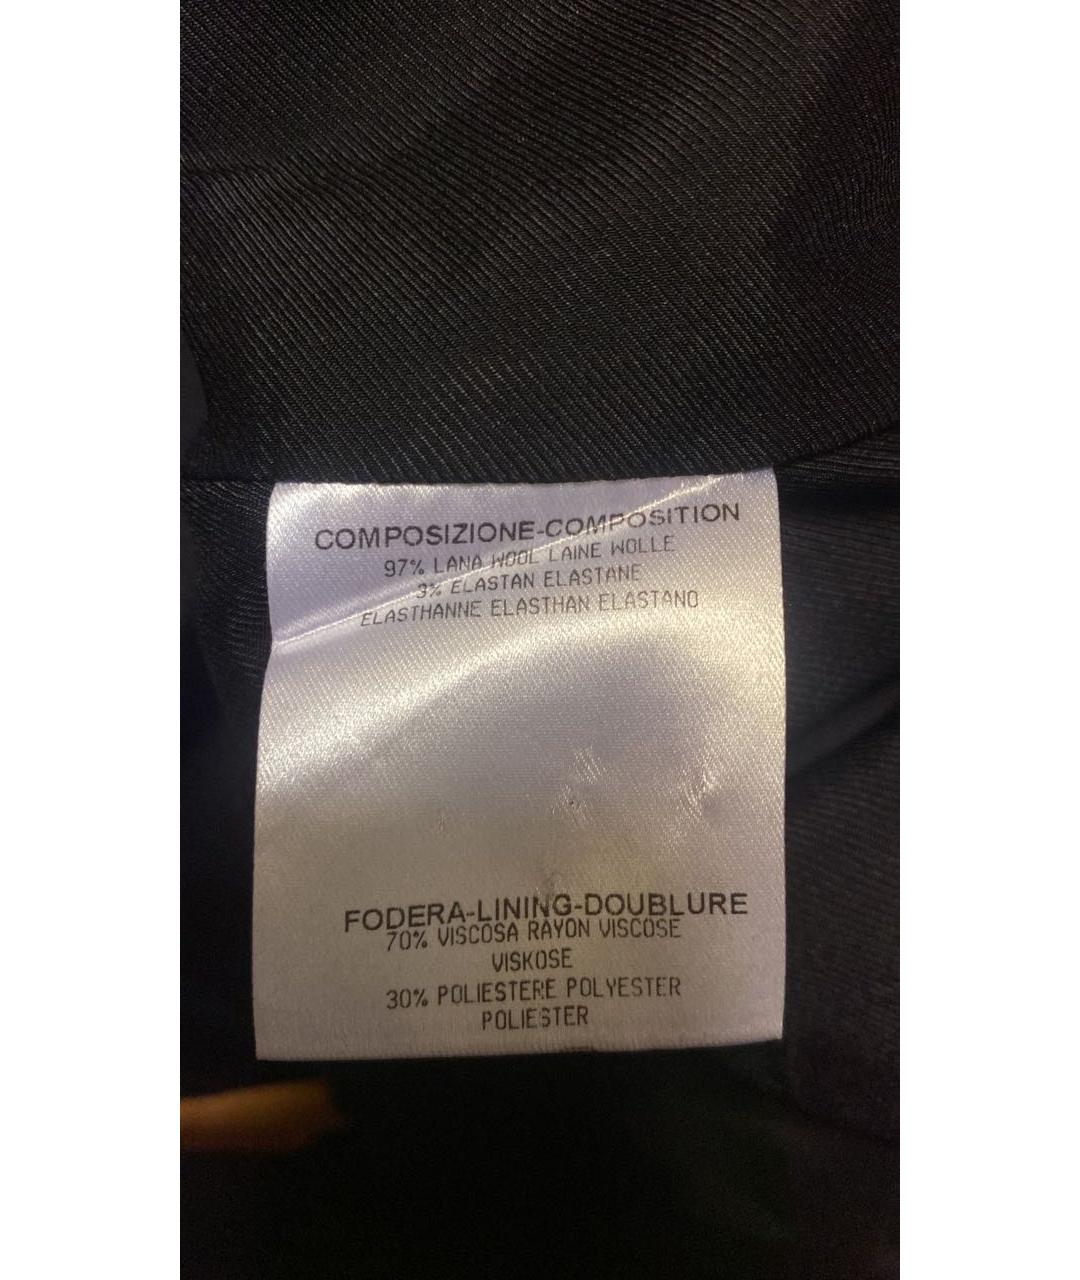 COMPOSIZIONE-COMPOSITION
97% LANA WOOL LAINE WOLLE
3% ELASTAN ELASTANE
ELASTHANNE ELASTHAN ELASTANO
FODERA-LINING-DOUBLURE
70% VISCOSA RAYON VISCOSE
VISKOSE
30% POLIESTERE POLYESTER
POLIESTER